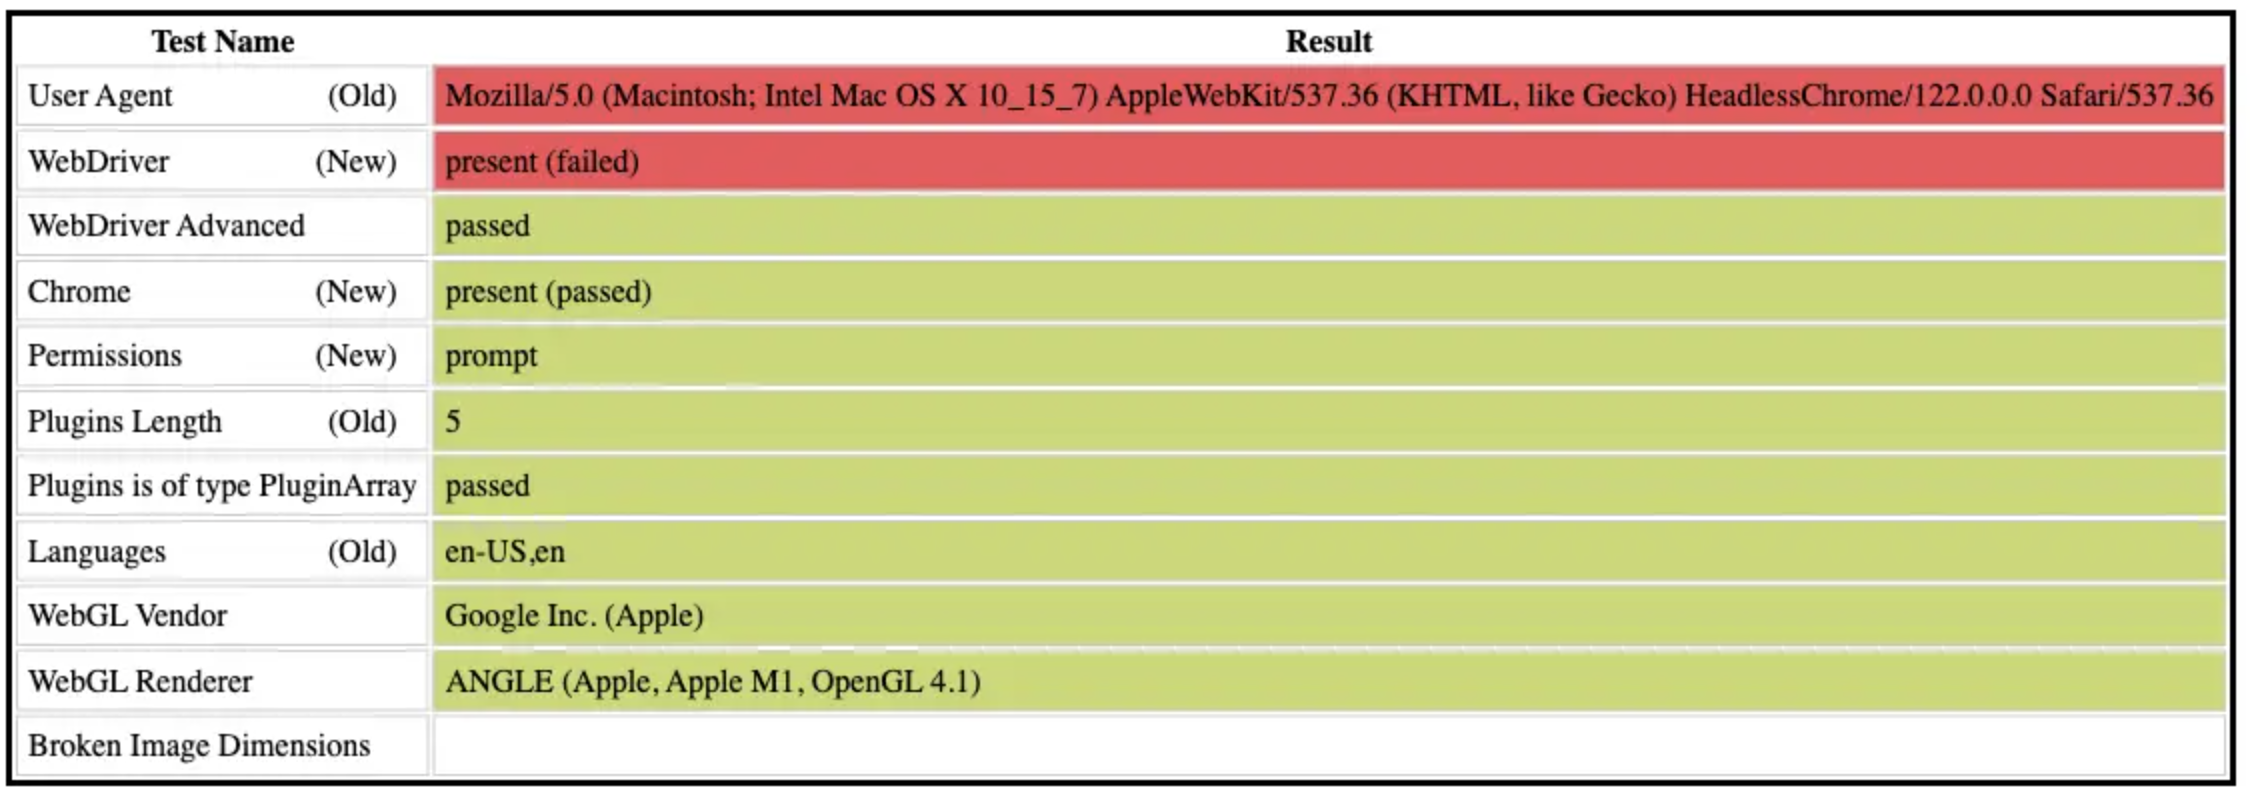 Test Name Result
User Agent (Old) Mozilla/5.0 (Macintosh; Intel Mac OS X 10_15_7) AppleWebKit/537.36 (KHTML, like Gecko) HeadlessChrome/122.0.0.0 Safari/537.36
WebDriver (New) present (failed)
WebDriver Advanced passed
Chrome (New) present (passed)
Permissions (New) prompt
Plugins Length (Old) 5
Plugins is of type PluginArray passed
Languages (Old) en-US,en
WebGL Vendor Google Inc. (Apple)
WebGL Renderer ANGLE (Apple, Apple M1, OpenGL 4.1)
Broken Image Dimensions